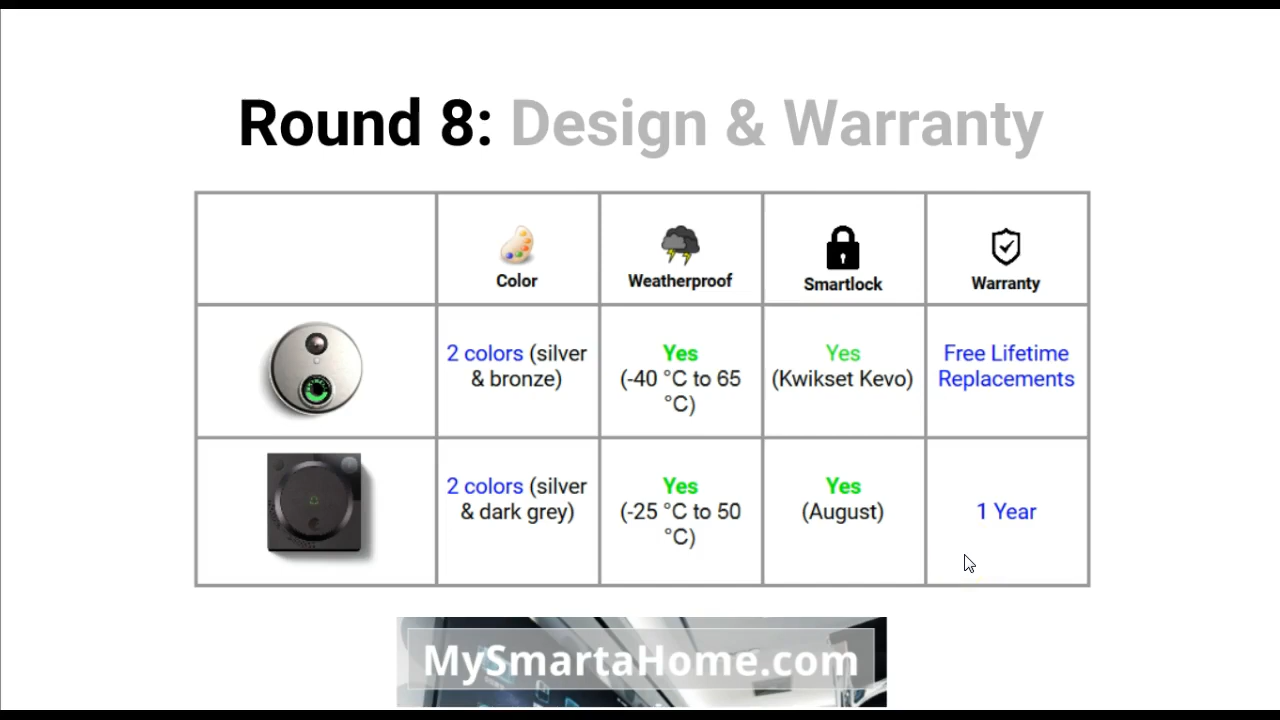 Round 8: Design & Warranty
Color
Weatherproof
Smartlock
Warranty
2 colors (silver
& bronze)
Yes
(-40 °C to 65
°C)
Yes
(Kwikset Kevo)
Free Lifetime
Replacements
2 colors (silver
& dark grey)
Yes
(-25 °C to 50
°C)
Yes
(August)
1 Year
MySmartaHome.com